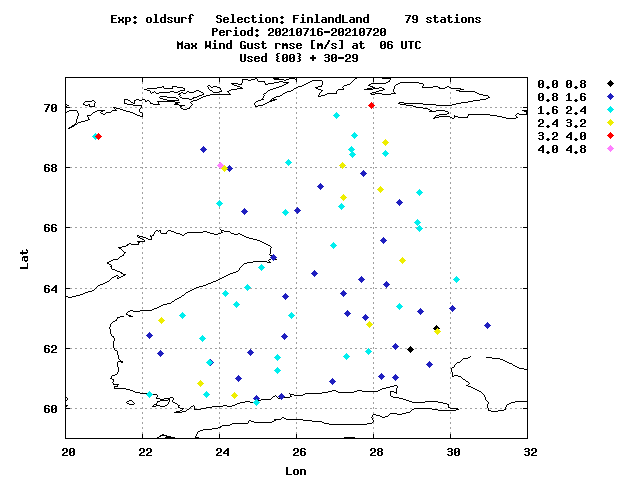 Exp: oldsurf   Selection: FinlandLand     79 stations
Period: 20210716-20210720
Max Wind Gust rmse [m/s] at  06 UTC
Used {00} + 30-29
0.0 0.8
0.8 1.6
1.6 2.4
2.4 3.2
3.2 4.0
4.0 4.8
70
68
66
64
62
60
Lat
20 22 24 26 28 30 32
Lon